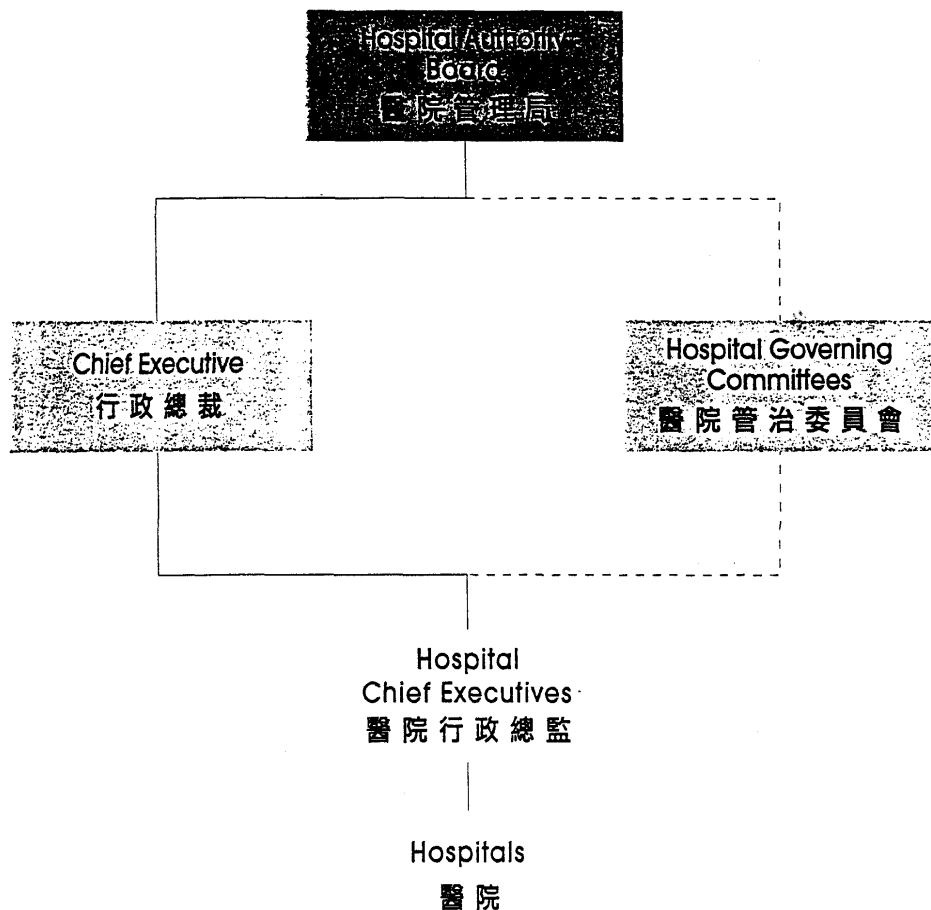 Hospital Authority
Board
醫院管理局
Chief Executive
行政總裁
Hospital Governing
Committees
醫院管治委員會
Hospital
Chief Executives
醫院行政總監
Hospitals
醫院